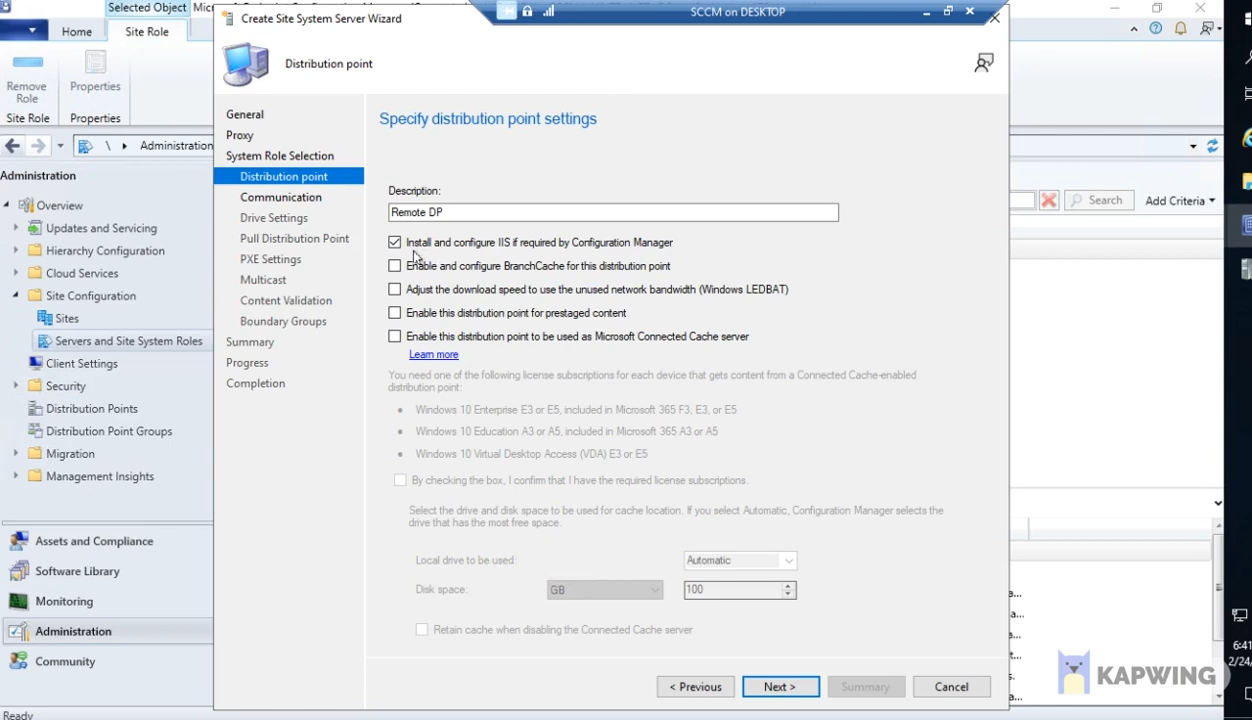 Selected Object
Mic
SCCM on DESKTOP
Home
Site Role
Remove
Role
Properties
Site Role
Properties
\
Administration
Search
Add Criteria
Administration
Overview
Updates and Servicing
Hierarchy Configuration
Cloud Services
Site Configuration
Sites
Servers and Site System Roles
Client Settings
Security
Distribution Points
Distribution Point Groups
Migration
Management Insights
Assets and Compliance
Software Library
Monitoring
Administration
Community
Ready
Create Site System Server Wizard
Distribution point
General
Proxy
System Role Selection
Distribution point
Communication
Drive Settings
Pull Distribution Point
PXE Settings
Multicast
Content Validation
Boundary Groups
Summary
Progress
Completion
Specify distribution point settings
Description:
Remote DP
Install and configure IIS if required by Configuration Manager
Enable and configure BranchCache for this distribution point
Adjust the download speed to use the unused network bandwidth (Windows LEDBAT)
Enable this distribution point for prestaged content
Enable this distribution point to be used as Microsoft Connected Cache server
Learn more
You need one of the following license subscriptions for each device that gets content from a Connected Cache-enabled
distribution point:
• Windows 10 Enterprise E3 or E5, included in Microsoft 365 F3, E3, or E5
• Windows 10 Education A3 or A5, included in Microsoft 365 A3 or A5
• Windows 10 Virtual Desktop Access (VDA) E3 or E5
By checking the box, I confirm that I have the required license subscriptions.
Select the drive and disk space to be used for cache location. If you select Automatic, Configuration Manager selects the
drive that has the most free space.
Local drive to be used:
Automatic
Disk space:
GB
100
Retain cache when disabling the Connected Cache server
< Previous
Next >
Summary
Cancel
6:41
2/24/
KAPWING